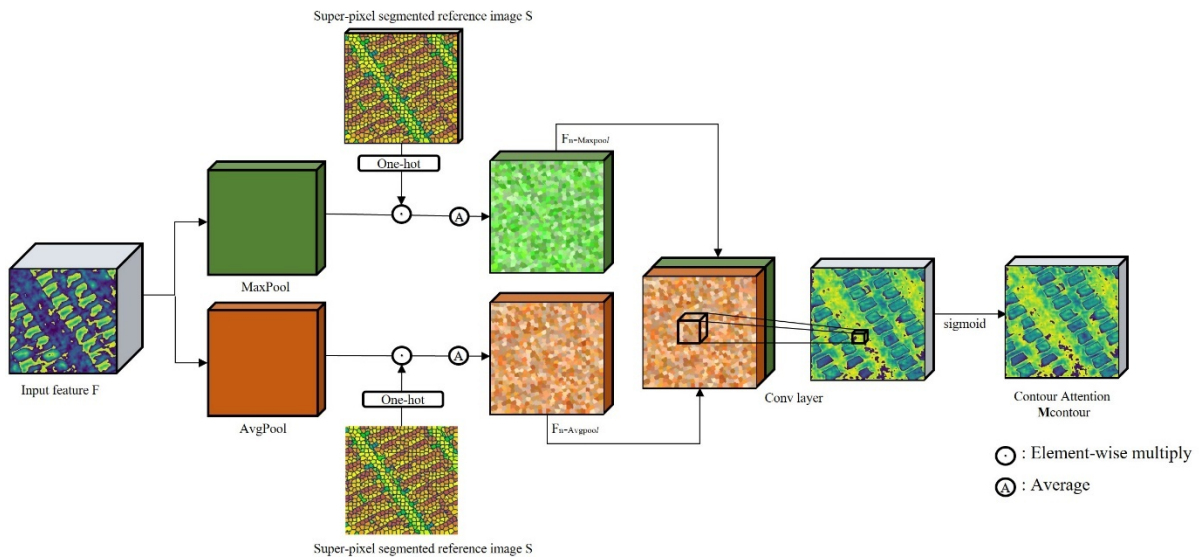 Super-pixel segmented reference image S
One-hot
F n=Maxpool
A
MaxPool
Input feature F
A
sigmoid
One-hot
AvgPool
F n=Avgpool
Conv layer
Contour Attention
Mcontour
: Element-wise multiply
A : Average
Super-pixel segmented reference image S